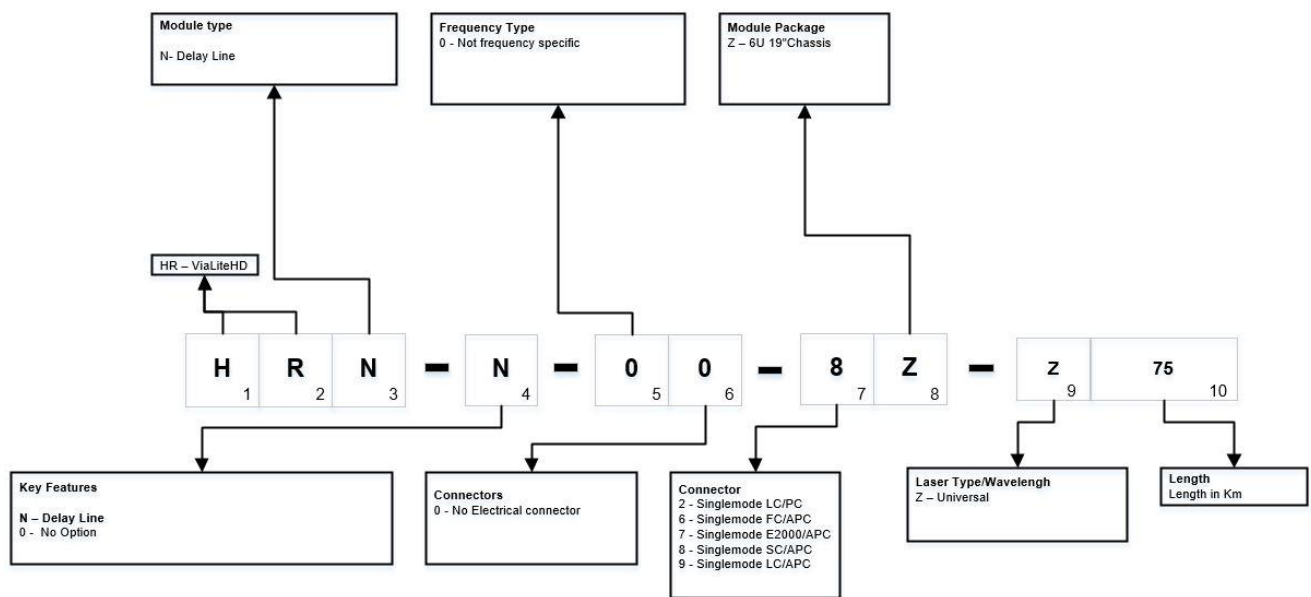 Module type
N- Delay Line
Frequency Type
0 - Not frequency specific
Module Package
Z – 6U 19"Chassis
HR – ViaLiteHD
H R N - N - 0 0 - 8 Z - Z 75
1 2 3 4 5 6 7 8 9 10
Key Features
N – Delay Line
0 - No Option
Connectors
0 - No Electrical connector
Connector
2 - Singlemode LC/PC
6 - Singlemode FC/APC
7 - Singlemode E2000/APC
8 - Singlemode SC/APC
9 - Singlemode LC/APC
Laser Type/Wavelengh
Z – Universal
Length
Length in Km